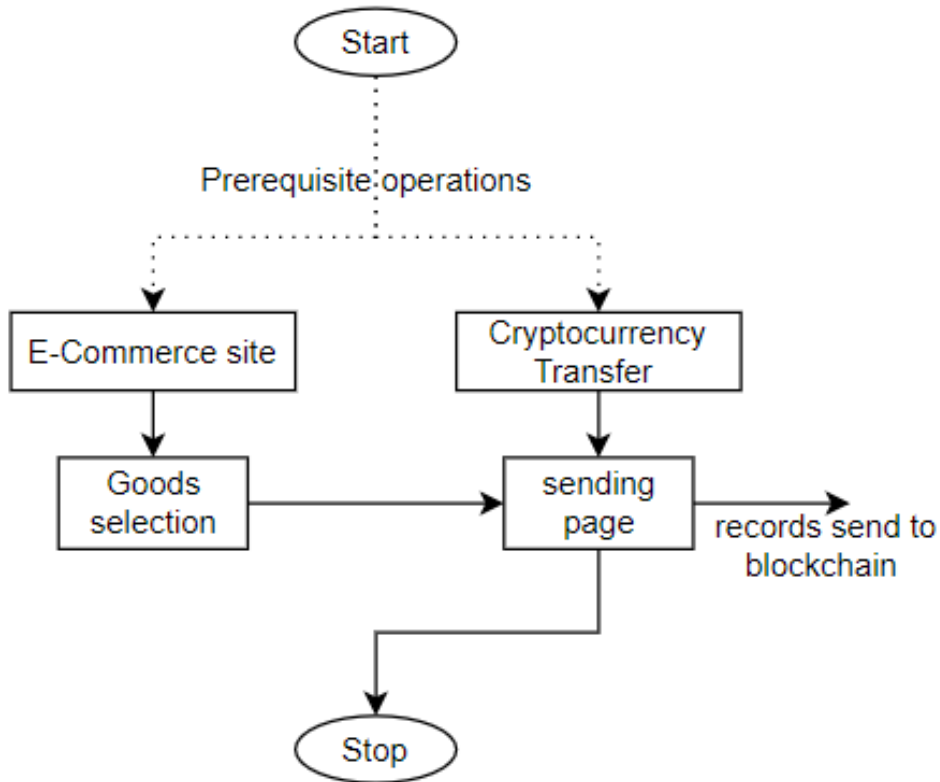 Start
Prerequisite operations
E-Commerce site
Cryptocurrency
Transfer
Goods
selection
sending
page
records send to
blockchain
Stop